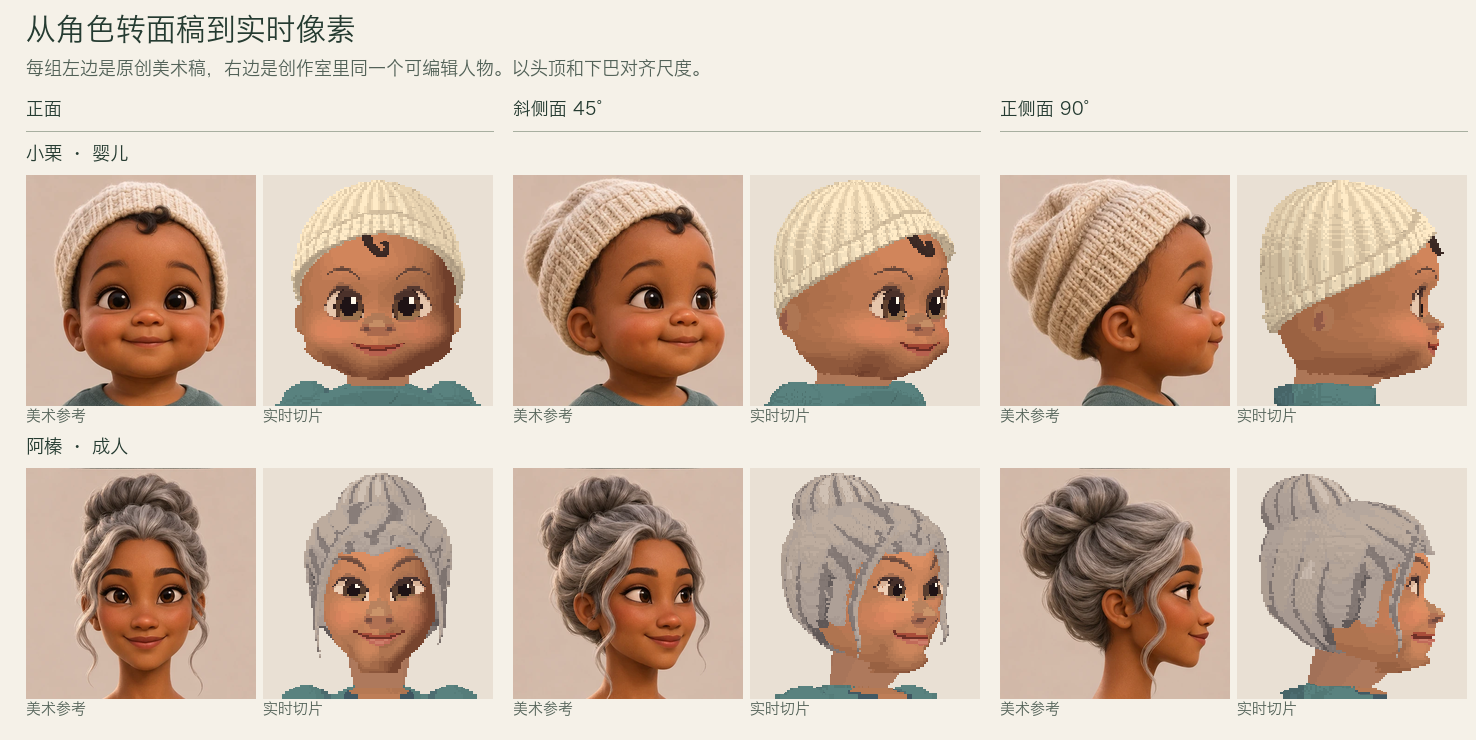 从角色转面稿到实时像素
每组左边是原创美术稿，右边是创作室里同一个可编辑人物。以头顶和下巴对齐尺度。
正面
斜侧面 45°
正侧面 90°
小栗 · 婴儿
美术参考
实时切片
美术参考
实时切片
美术参考
实时切片
阿榛 · 成人
美术参考
实时切片
美术参考
实时切片
美术参考
实时切片